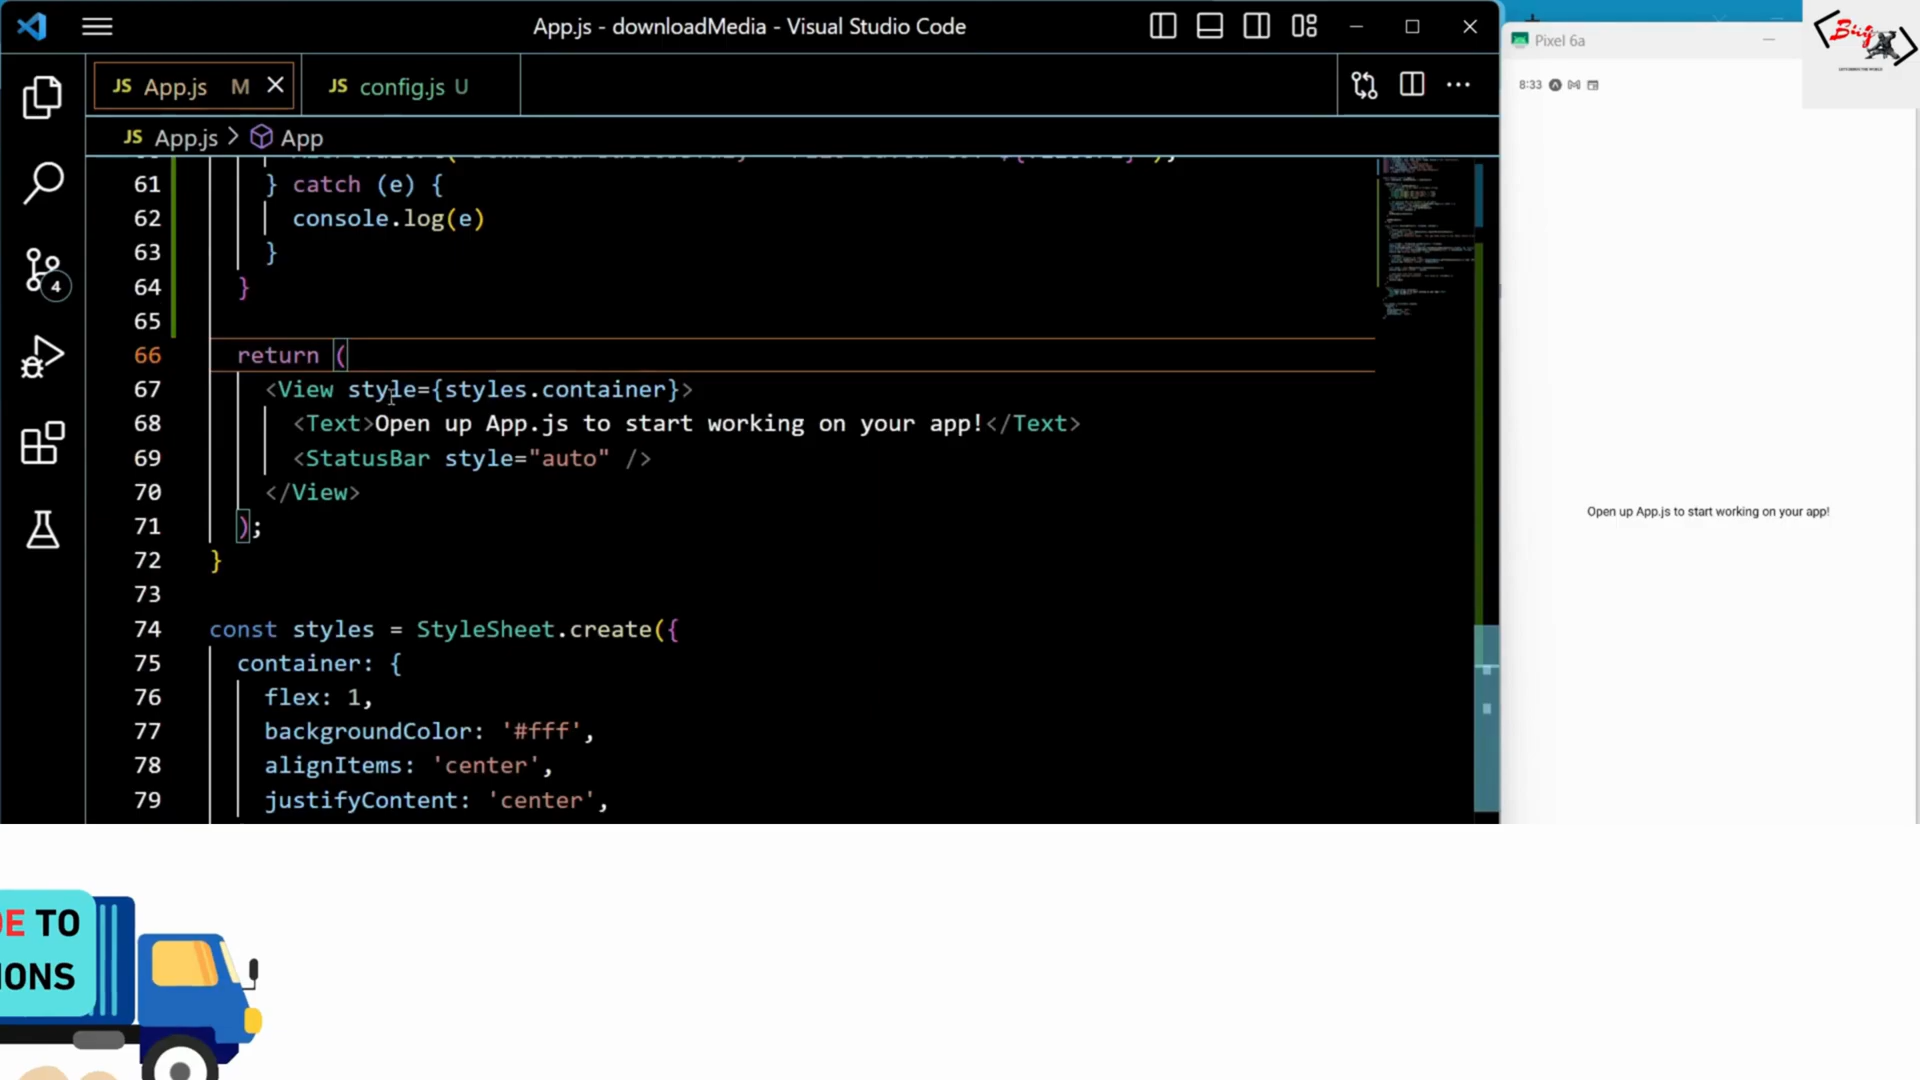 App.js - downloadMedia - Visual Studio Code
Pixel 6a
Bug
JS App.js M
JS config.js U
8:33
JS App.js > App
61 } catch (e) {
62 console.log(e)
63 }
64 }
65
66 return (
67 <View style={styles.container}>
68 <Text>Open up App.js to start working on your app!</Text>
69 <StatusBar style="auto" />
70 </View>
71 );
72 }
73
74 const styles = StyleSheet.create({
75 container: {
76 flex: 1,
77 backgroundColor: '#fff',
78 alignItems: 'center',
79 justifyContent: 'center',
4
Open up App.js to start working on your app!
DE TO
IONS